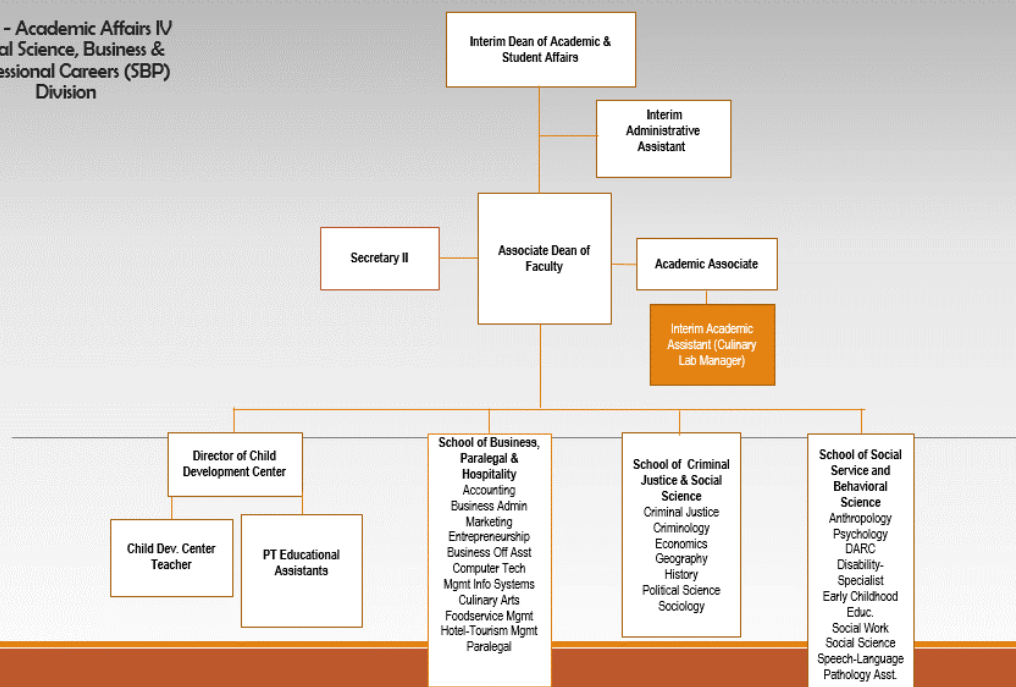 - Academic Affairs IV
al Science, Business &
essional Careers (SBP)
Division
Interim Dean of Academic &
Student Affairs
Interim
Administrative
Assistant
Secretary II
Associate Dean of
Faculty
Academic Associate
Interim Academic
Assistant (Culinary
Lab Manager)
Director of Child
Development Center
Child Dev. Center
Teacher
PT Educational
Assistants
School of Business,
Paralegal &
Hospitality
Accounting
Business Admin
Marketing
Entrepreneurship
Business Off Asst
Computer Tech
Mgmt Info Systems
Culinary Arts
Foodservice Mgmt
Hotel-Tourism Mgmt
Paralegal
School of Criminal
Justice & Social
Science
Criminal Justice
Criminology
Economics
Geography
History
Political Science
Sociology
School of Social
Service and
Behavioral
Science
Anthropology
Psychology
DARC
Disability-
Specialist
Early Childhood
Educ.
Social Work
Social Science
Speech-Language
Pathology Asst.